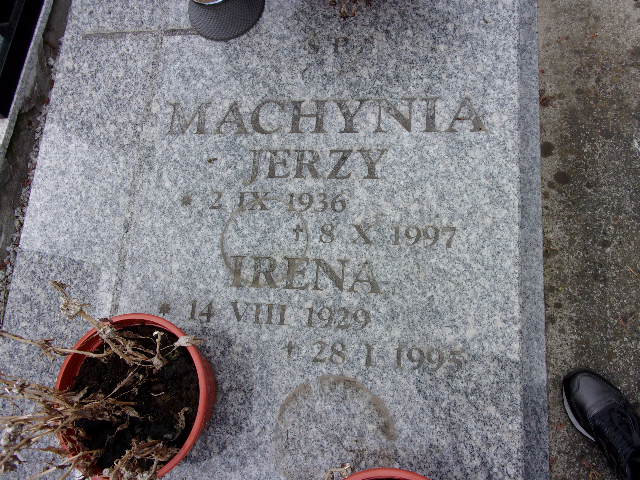 Ś.P.
MACHYNIA
JERZY
* 2 IX 1936
† 8 X 1997
IRENA
* 14 VIII 1929
† 28 I 1995